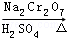 Na₂Cr₂O₇
H₂SO₄ △